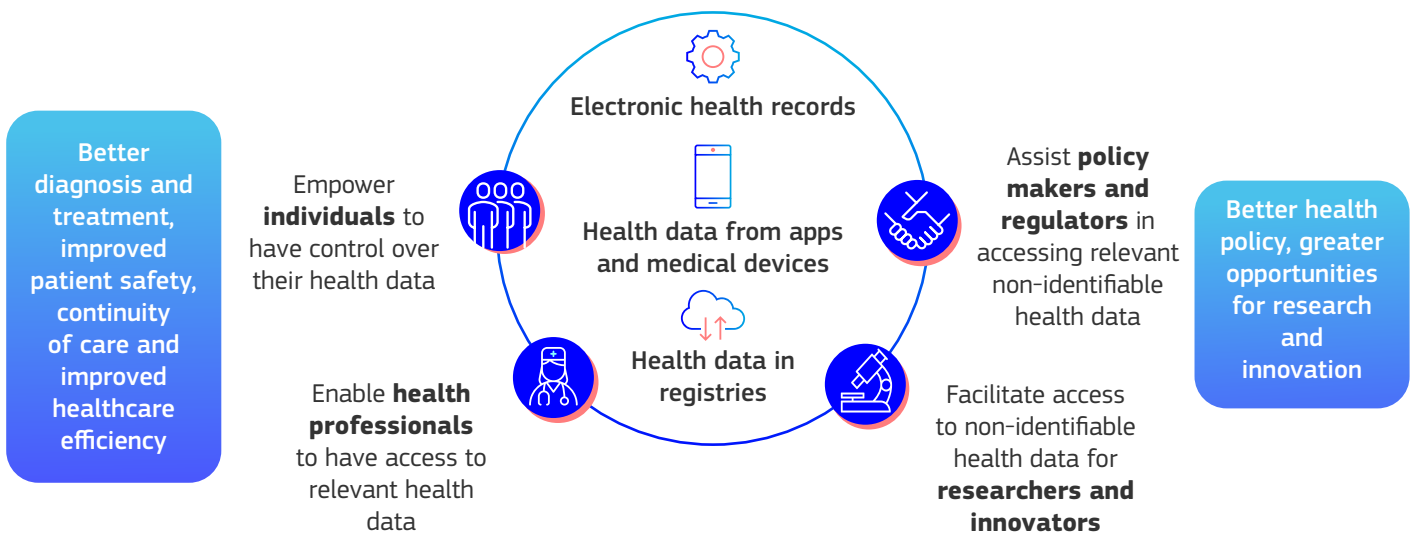 Better
diagnosis and
treatment,
improved
patient safety,
continuity
of care and
improved
healthcare
efficiency
Empower
individuals to
have control over
their health data
Enable health
professionals
to have access to
relevant health
data
Electronic health records
Health data from apps
and medical devices
Health data in
registries
Assist policy
makers and
regulators in
accessing relevant
non-identifiable
health data
Facilitate access
to non-identifiable
health data for
researchers and
innovators
Better health
policy, greater
opportunities
for research
and
innovation